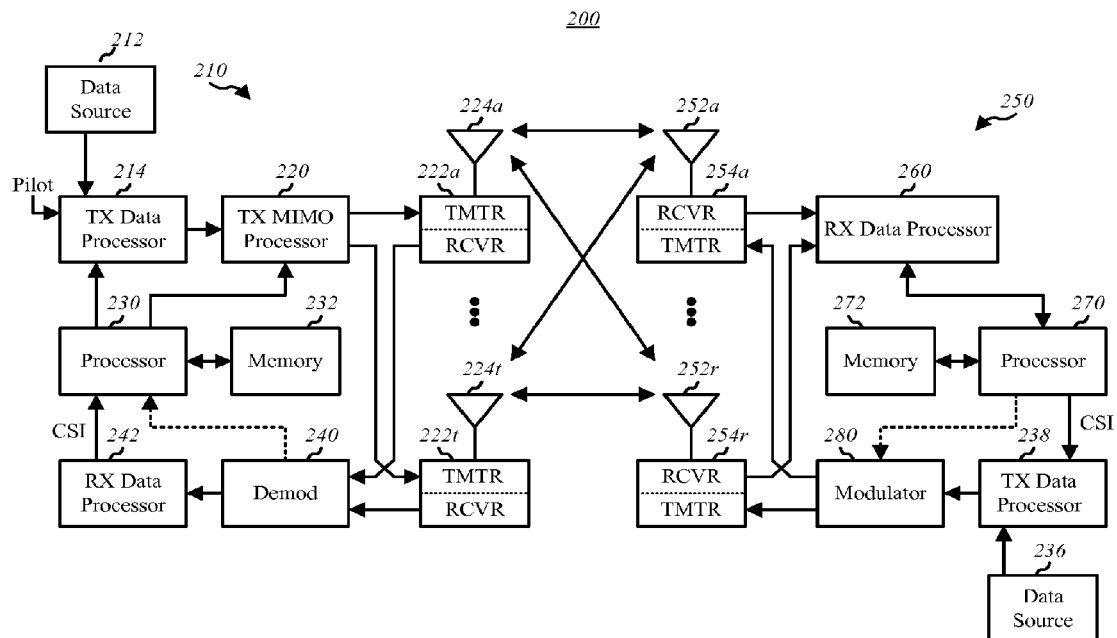 200
212
Data
Source
210
224a
252a
250
Pilot
214
TX Data
Processor
220
TX MIMO
Processor
222a
TMTR
RCVR
254a
RCVR
TMTR
260
RX Data Processor
230
Processor
232
Memory
272
Memory
270
Processor
224t
252r
CSI
CSI
242
RX Data
Processor
240
Demod
222t
TMTR
RCVR
254r
RCVR
TMTR
280
Modulator
238
TX Data
Processor
236
Data
Source